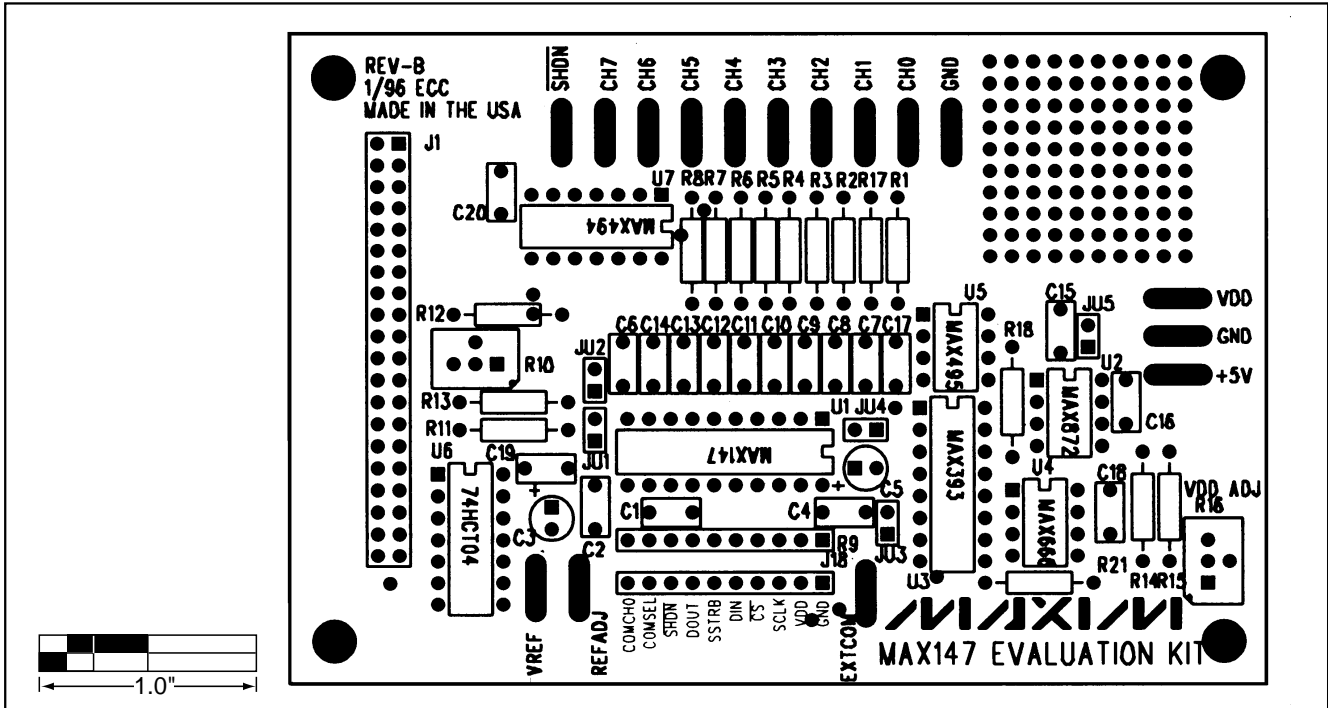 REV-B
1/96 ECC
MADE IN THE USA
SHDN
CH7
CH6
CH5
CH4
CH3
CH2
CH1
CH0
GND
J1
C20
U7
MAX494
R8
R7
R6
R5
R4
R3
R2
R17
R1
R12
R10
R13
R11
JU2
JU1
C6
C14
C13
C12
C11
C10
C9
C8
C7
C17
U5
MAX495
R18
C15
JU5
VDD
GND
+5V
U2
MAX872
C16
U1
JU4
MAX147
MAX393
U3
U6
74HCT04
C19
+
C3
C2
C1
C4
+
C5
JU3
R9
J18
U4
MAX666
C18
R21
R14
R15
VDD ADJ
R16
VREF
REFADJ
COMCHO
COMSEL
SHDN
DOUT
SSTRB
DIN
CS
SCLK
VDD
GND
EXTCOM
MAXIM
MAX147 EVALUATION KIT
1.0"